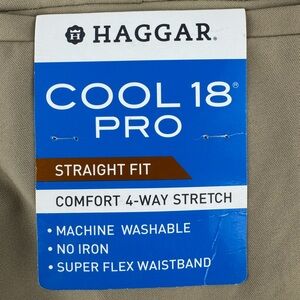 HAGGAR®
COOL 18®
PRO
STRAIGHT FIT
COMFORT 4-WAY STRETCH
• MACHINE WASHABLE
• NO IRON
• SUPER FLEX WAISTBAND